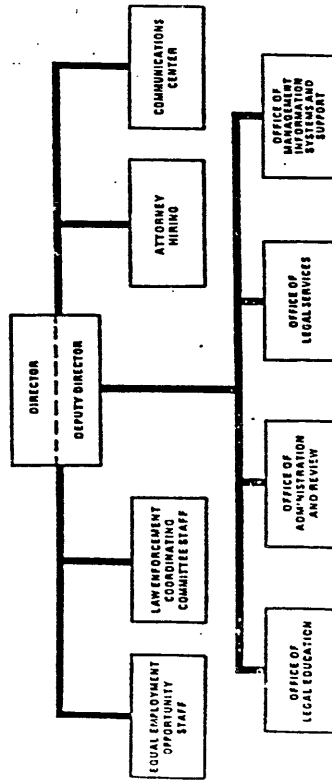 DIRECTOR
DEPUTY DIRECTOR
EQUAL EMPLOYMENT
OPPORTUNITY
STAFF
LAW ENFORCEMENT
COORDINATING
COMMITTEE STAFF
ATTORNEY
HIRING
COMMUNICATIONS
CENTER
OFFICE OF
LEGAL EDUCATION
OFFICE OF
ADMINISTRATION
AND REVIEW
OFFICE OF
LEGAL SERVICES
OFFICE OF
MANAGEMENT
INFORMATION
SYSTEMS AND
SUPPORT